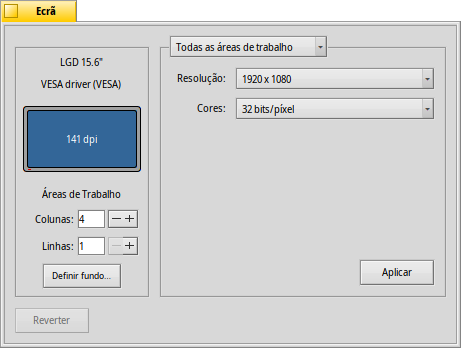 Ecrã
LGD 15.6"
VESA driver (VESA)
141 dpi
Áreas de Trabalho
Colunas: 4
Linhas: 1
Definir fundo...
Todas as áreas de trabalho
Resolução: 1920 x 1080
Cores: 32 bits/píxel
Aplicar
Reverter